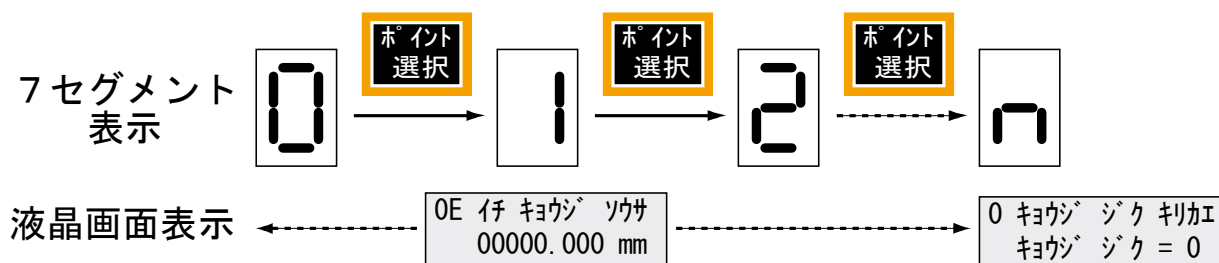 ﾎﾟｲﾝﾄ
選択
ﾎﾟｲﾝﾄ
選択
ﾎﾟｲﾝﾄ
選択
７セグメント
表示
0
1
2
n
液晶画面表示
0E ｲﾁ ｷｮｳｼﾞ ｿｳｻ
00000.000 mm
0 ｷｮｳｼﾞ ｼﾞｸ ｷﾘｶｴ
ｷｮｳｼﾞ ｼﾞｸ = 0